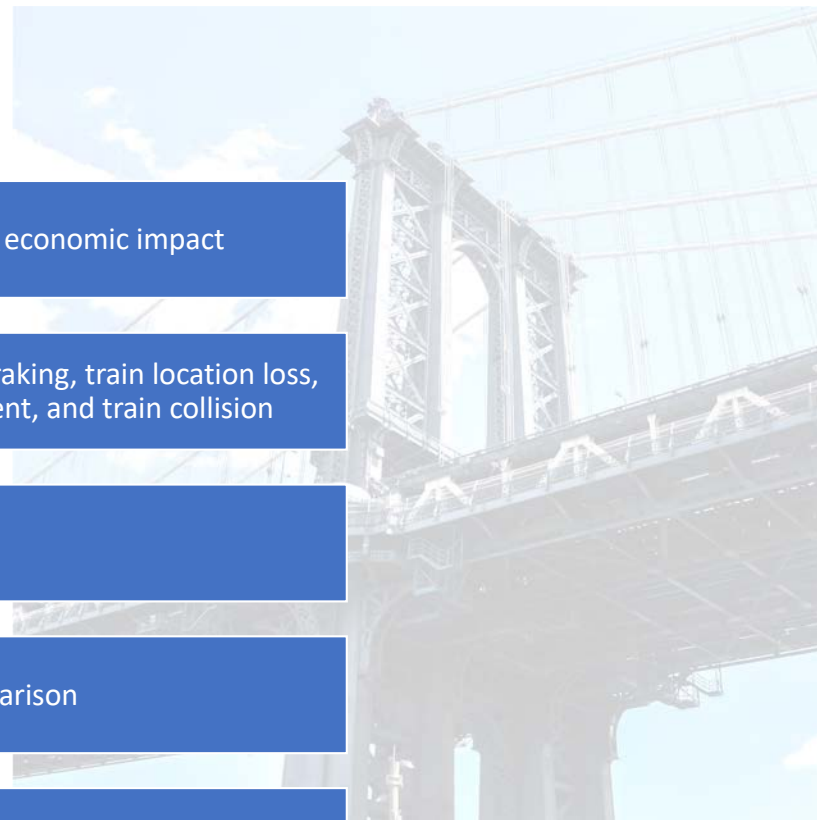 economic impact
raking, train location loss,
ent, and train collision
arison